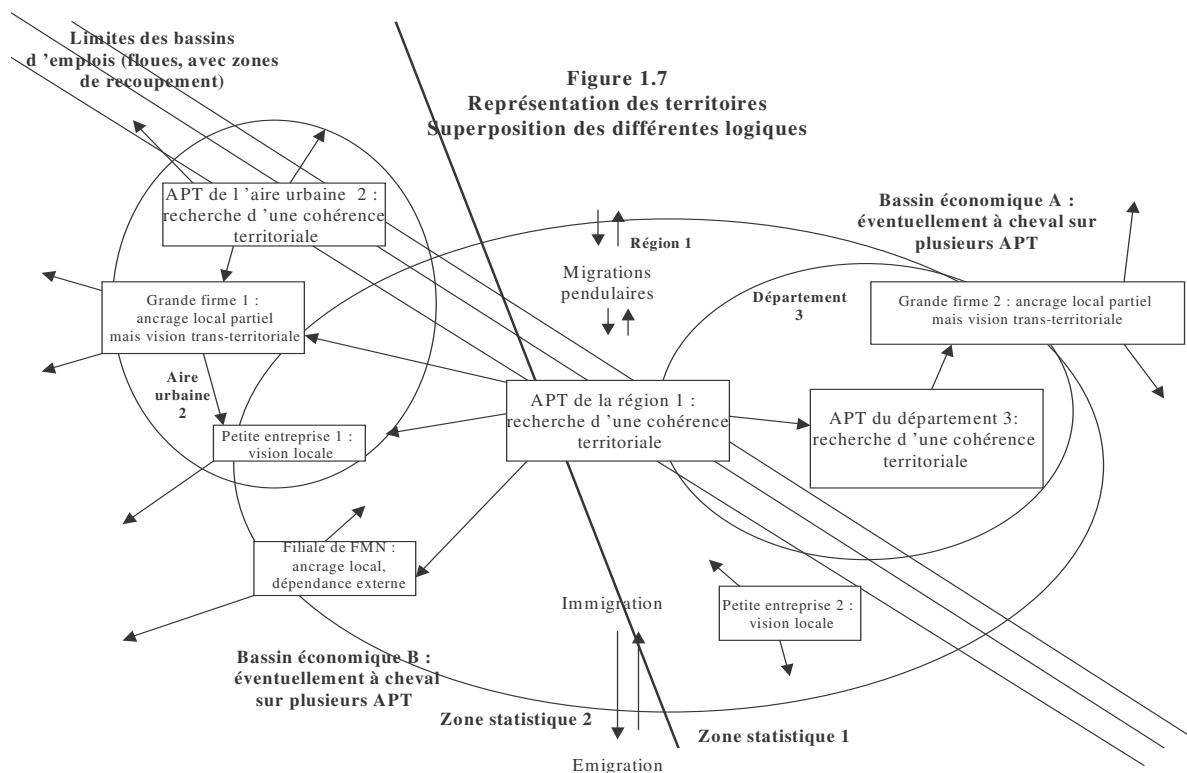 Limites des bassins
d ’emplois (floues, avec zones
de recoupement)
Figure 1.7
Représentation des territoires
Superposition des différentes logiques
APT de l ’aire urbaine 2 :
recherche d ’une cohérence
territoriale
Bassin économique A :
éventuellement à cheval sur
plusieurs APT
Région 1
Migrations
pendulaires
Grande firme 1 :
ancrage local partiel
mais vision trans-territoriale
Département
3
Grande firme 2 : ancrage local partiel
mais vision trans-territoriale
Aire
urbaine
2
APT de la région 1 :
recherche d ’une cohérence
territoriale
APT du département 3:
recherche d ’une cohérence
territoriale
Petite entreprise 1 :
vision locale
Filiale de FMN :
ancrage local,
dépendance externe
Immigration
Petite entreprise 2 :
vision locale
Bassin économique B :
éventuellement à cheval
sur plusieurs APT
Zone statistique 2
Zone statistique 1
Emigration